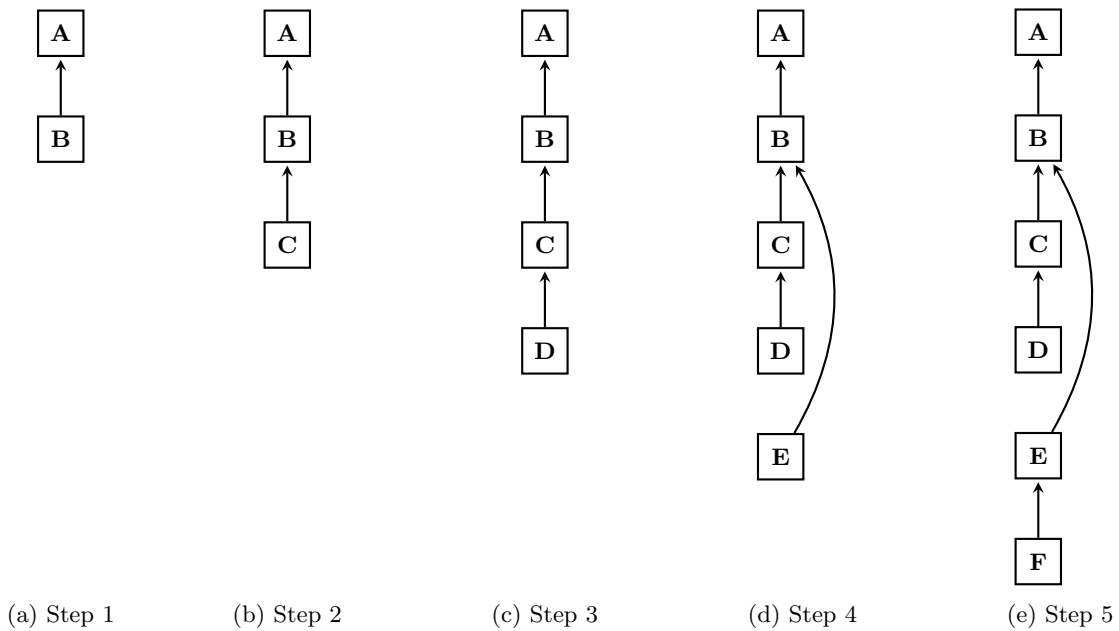 A A A A A
B B B B B
C C C C
D D D
E E
F
(a) Step 1 (b) Step 2 (c) Step 3 (d) Step 4 (e) Step 5